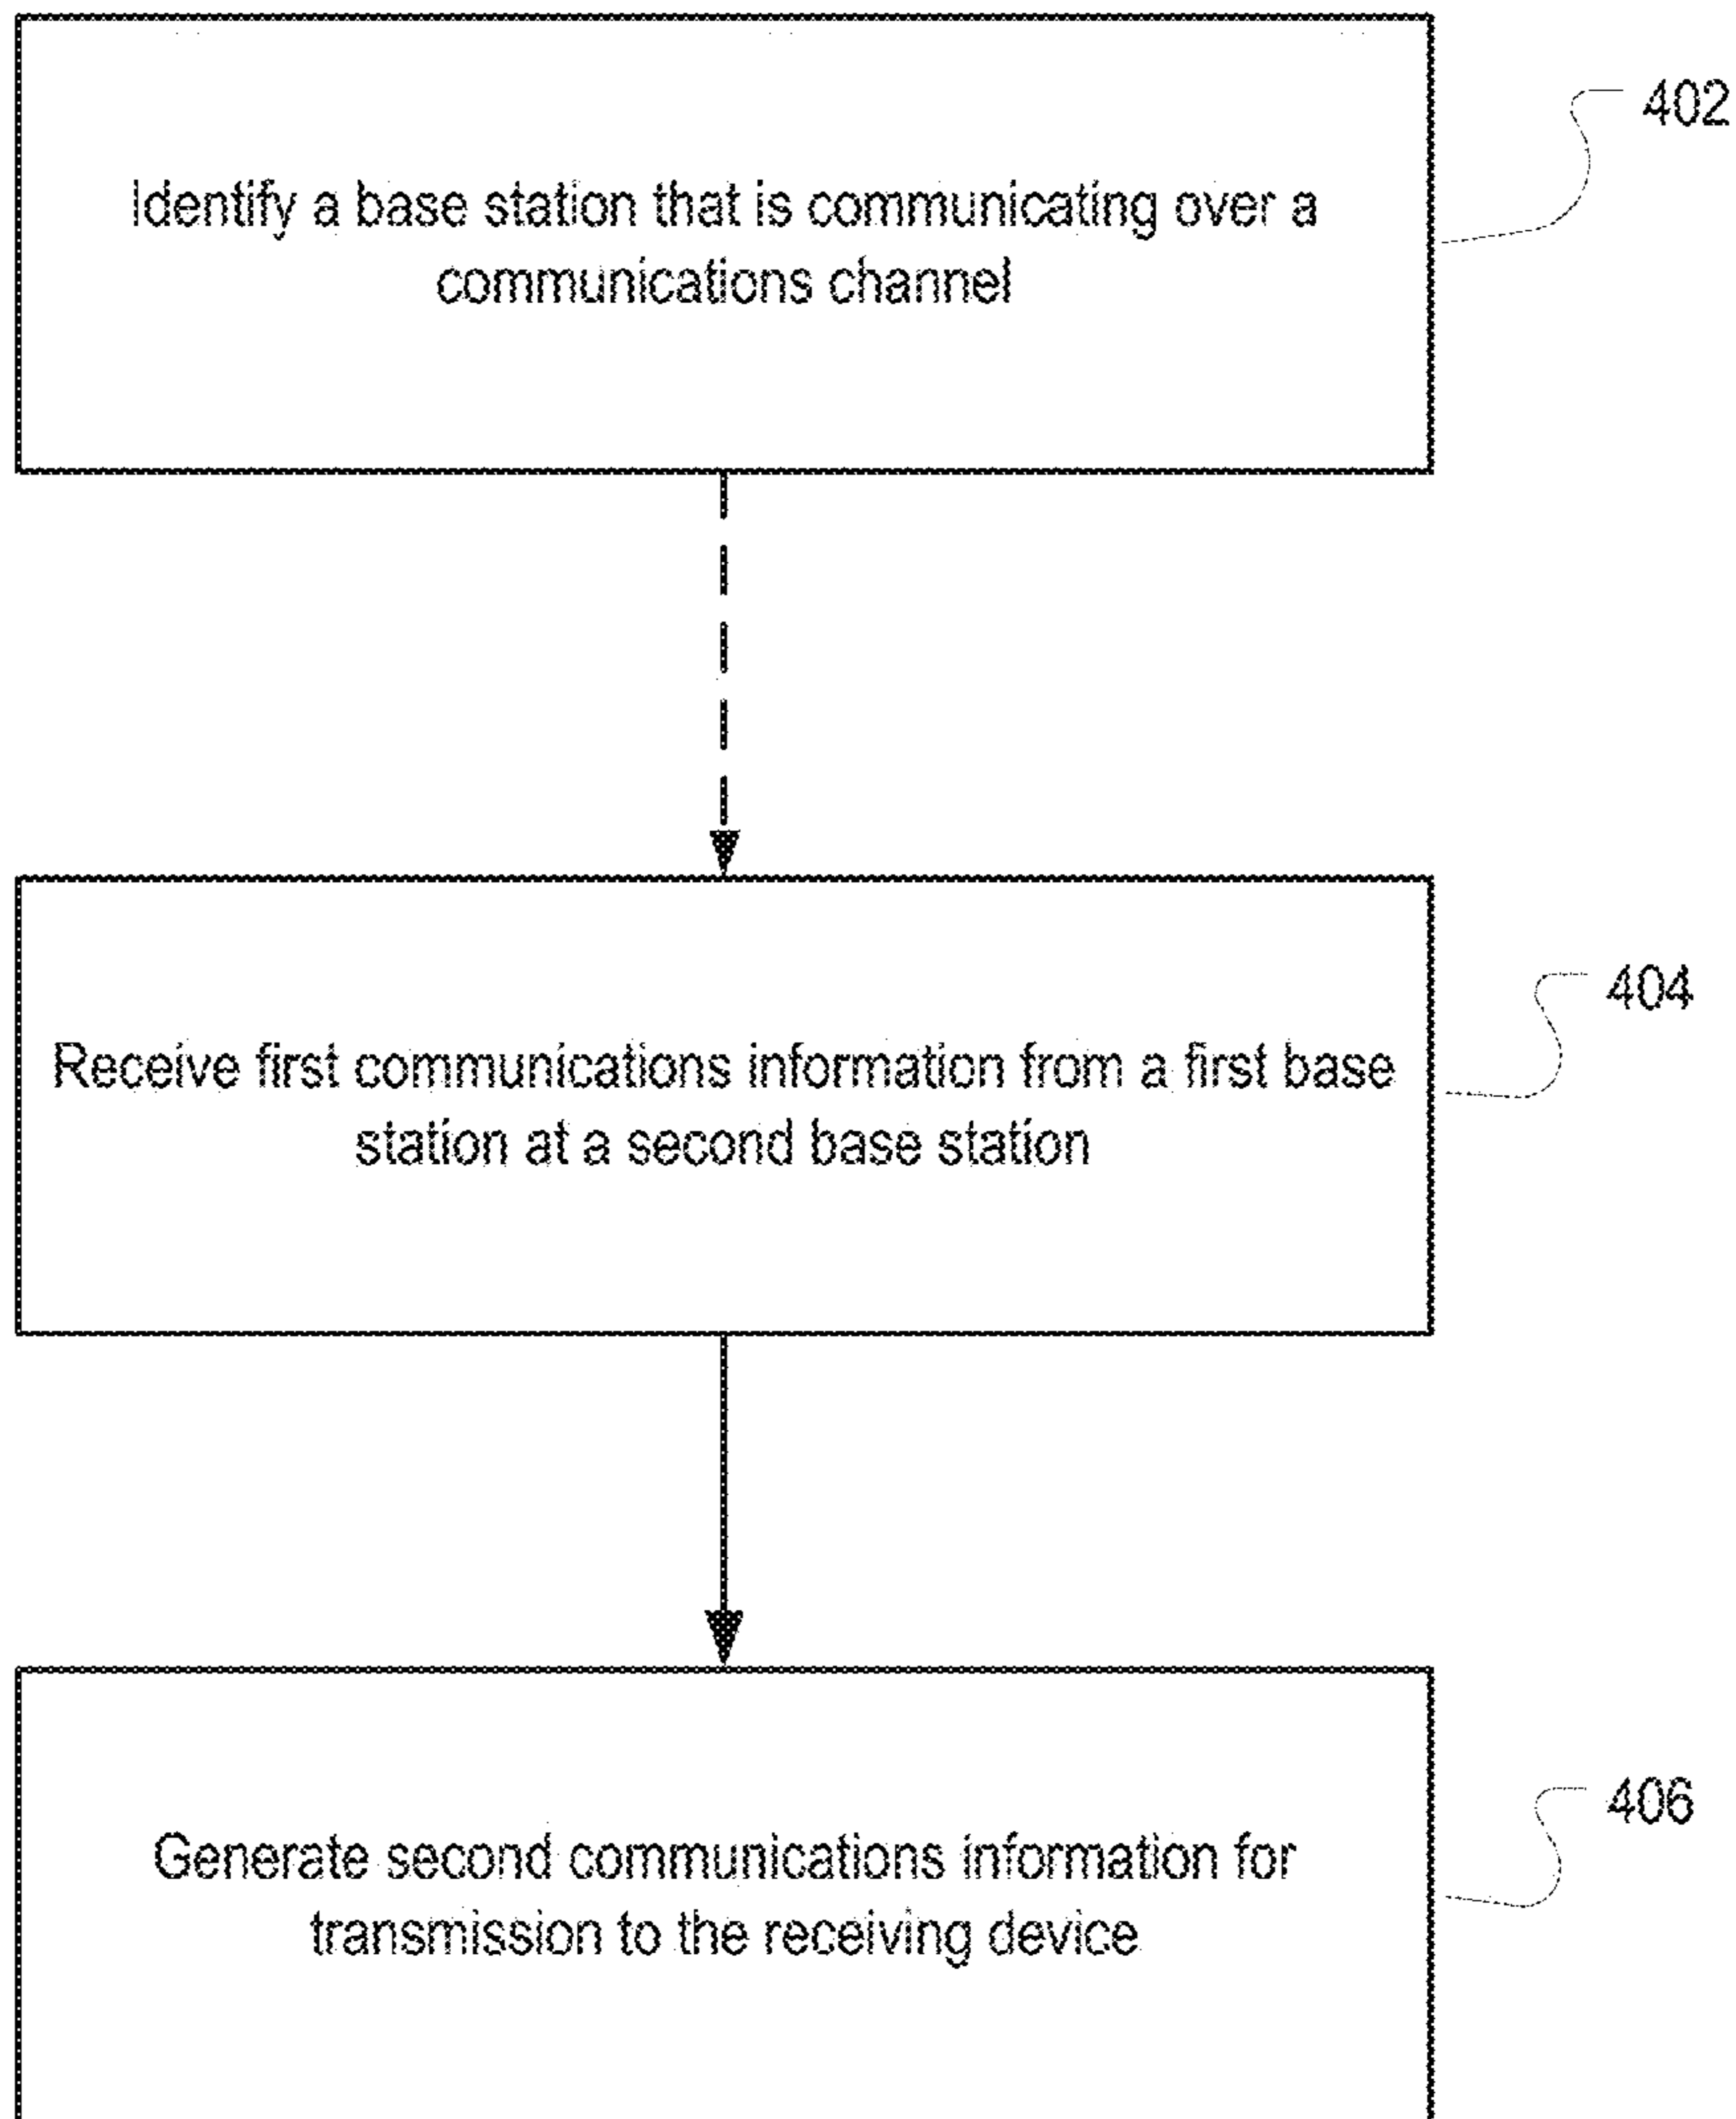 402
Identify a base station that is communicating over a
communications channel
404
Receive first communications information from a first base
station at a second base station
406
Generate second communications information for
transmission to the receiving device